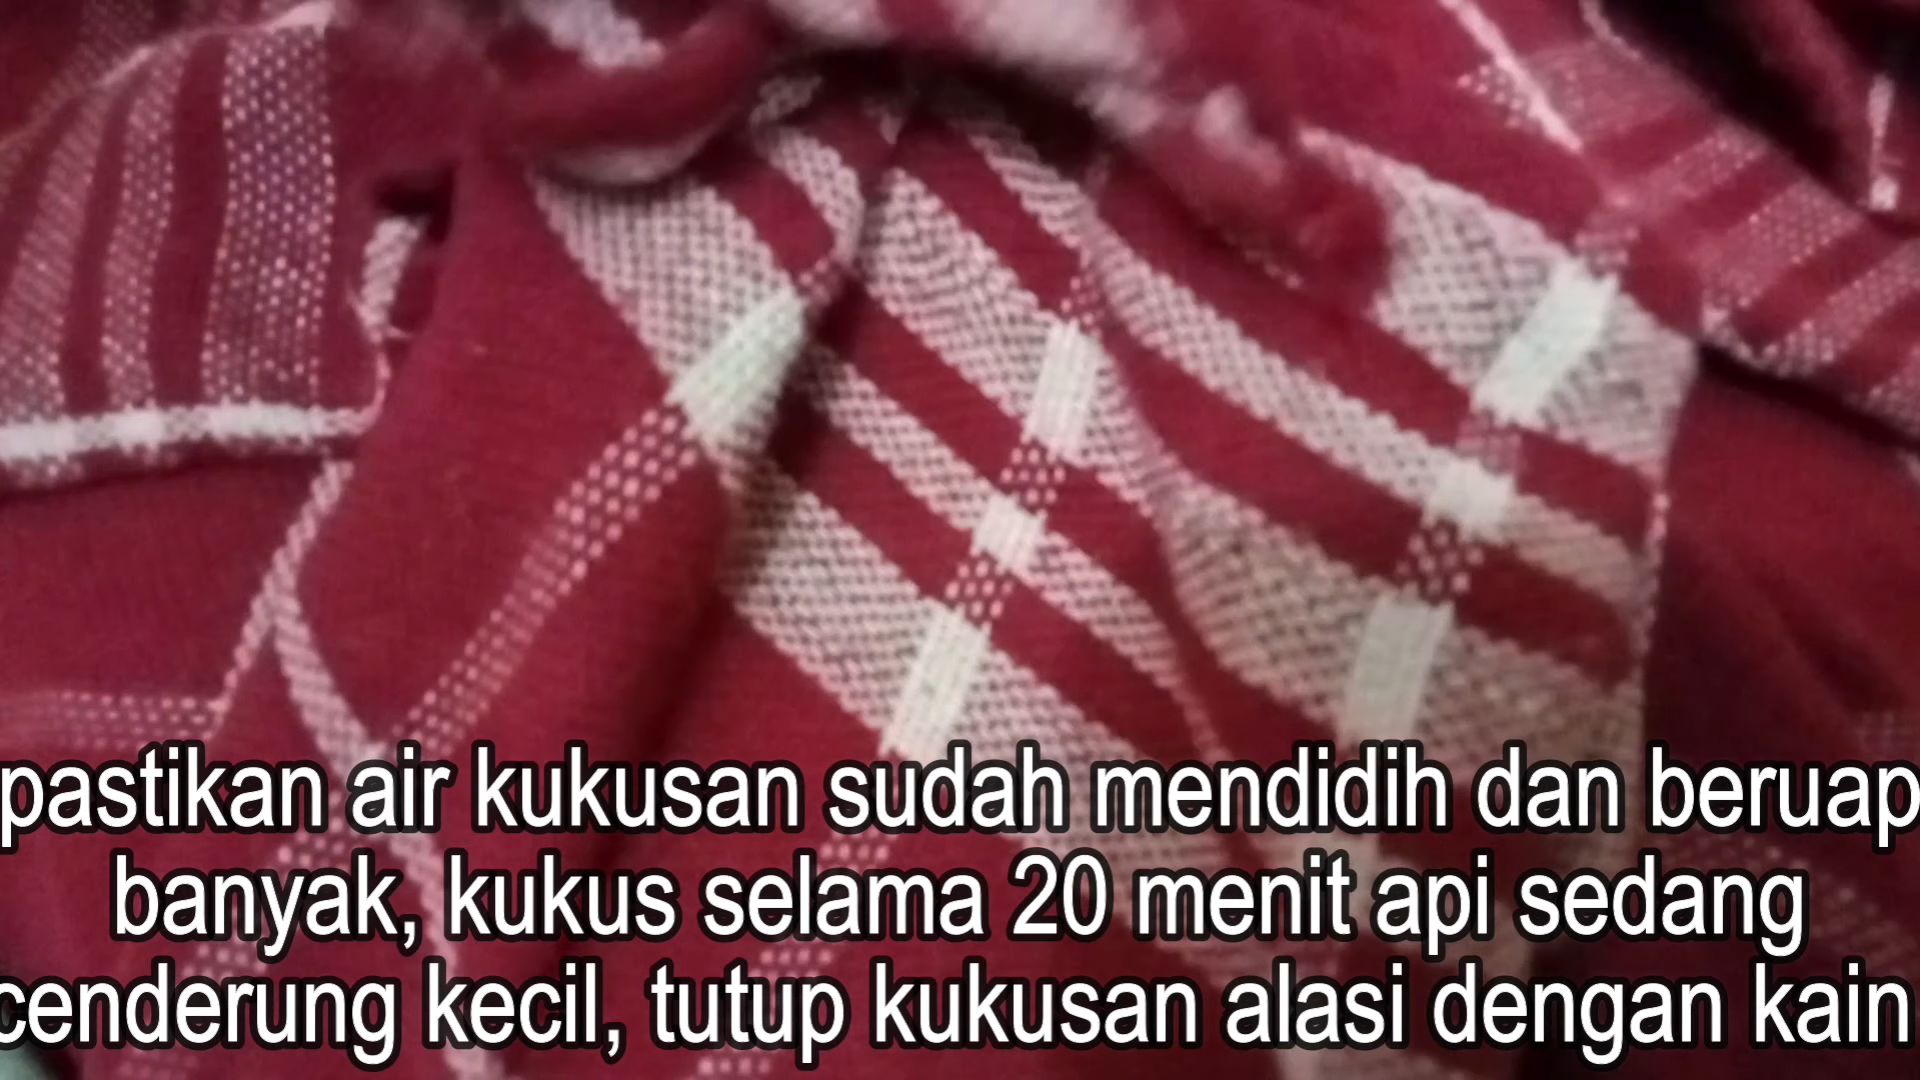 pastikan air kukusan sudah mendidih dan beruap
banyak, kukus selama 20 menit api sedang
cenderung kecil, tutup kukusan alasi dengan kain